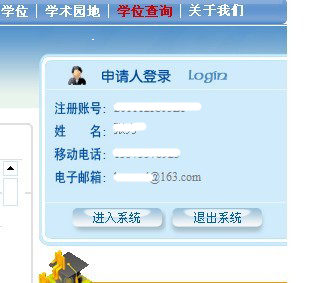 学位 | 学术园地 | 学位查询 | 关于我们
申请人登录 Login
注册账号:
姓 名:
移动电话:
电子邮箱: @163.com
进入系统 退出系统